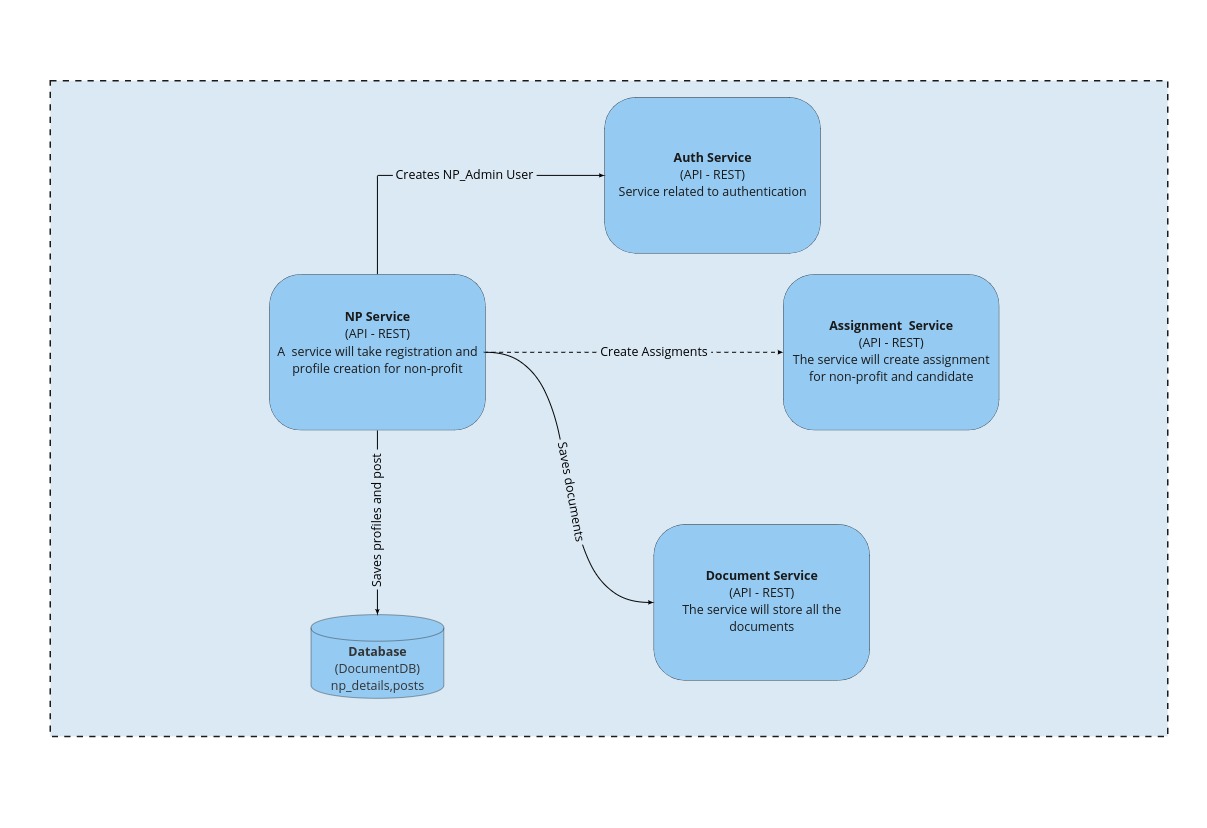 Auth Service
(API - REST)
Service related to authentication
Creates NP_Admin User
NP Service
(API - REST)
A  service will take registration and
profile creation for non-profit
Create Assigments
Assignment  Service
(API - REST)
The service will create assignment
for non-profit and candidate
Saves profiles and post
Saves documents
Document Service
(API - REST)
The service will store all the
documents
Database
(DocumentDB)
np_details,posts